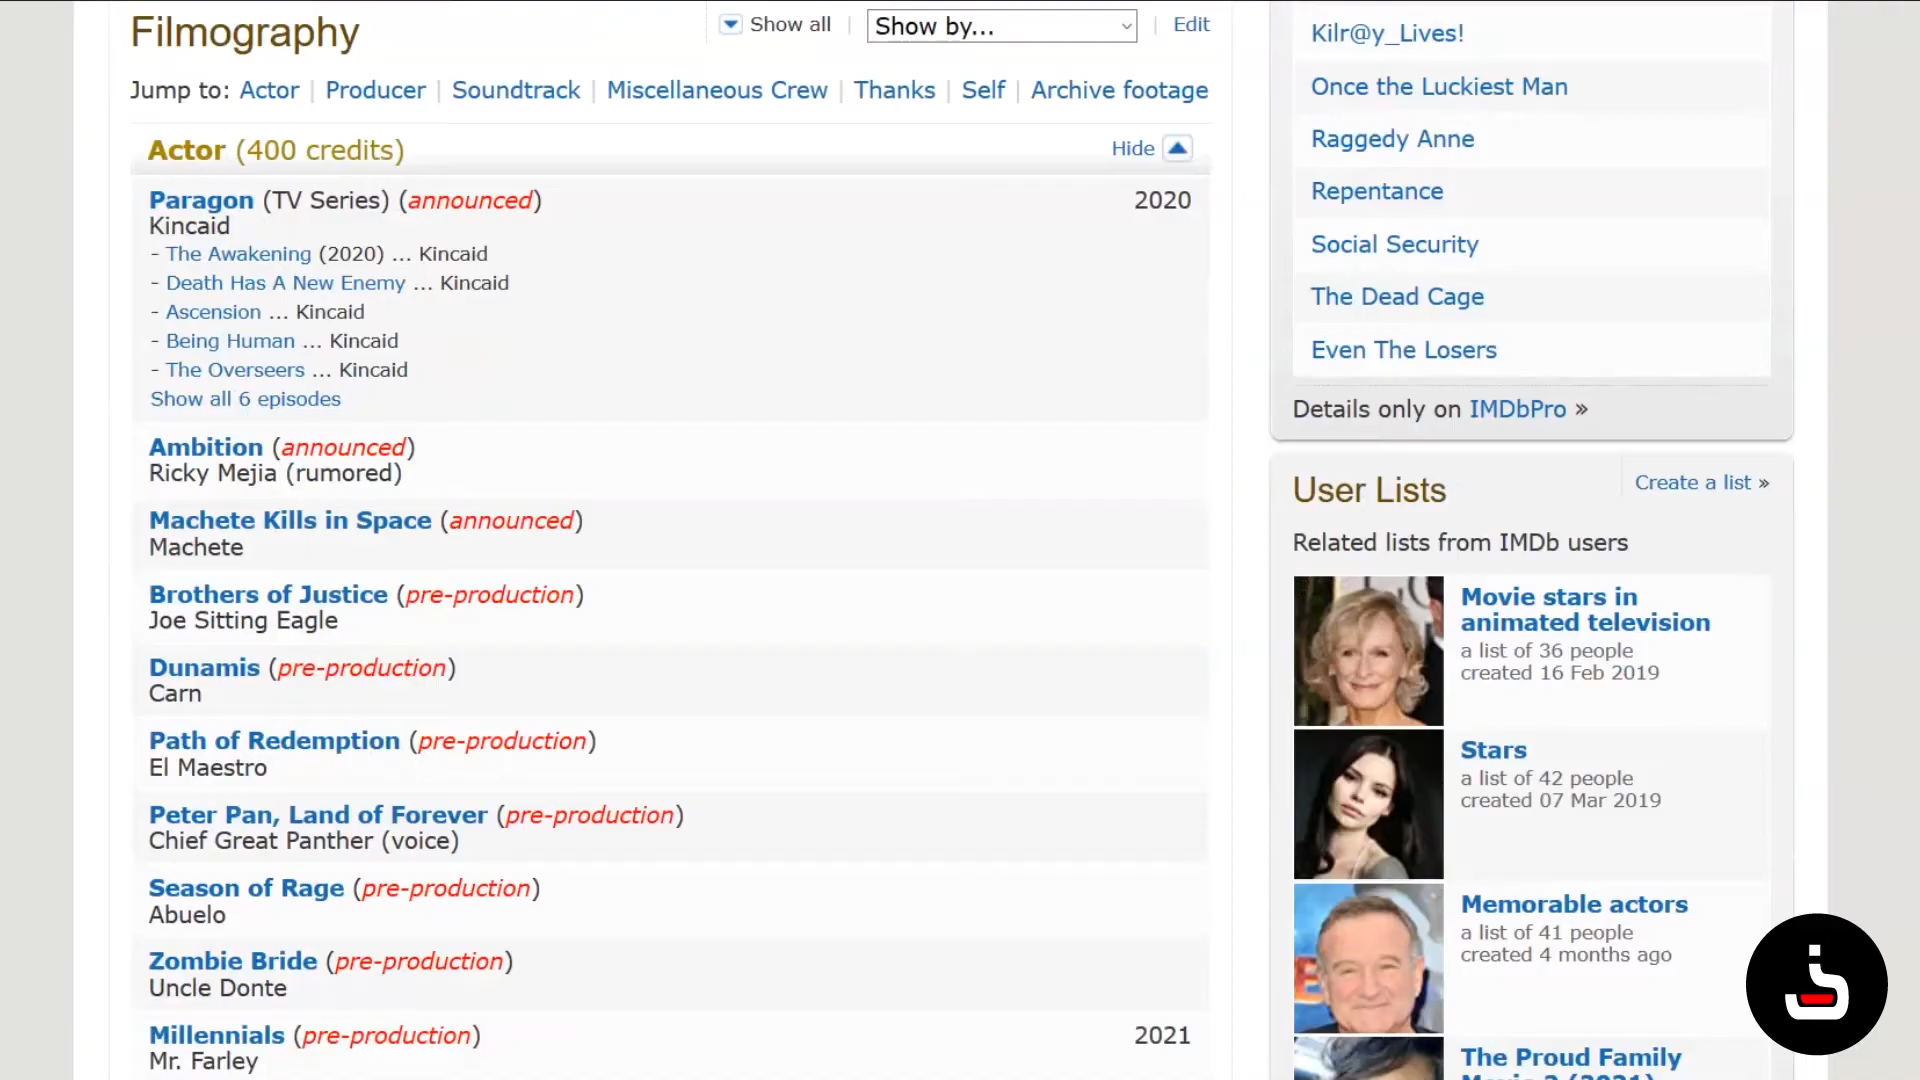 Filmography
Show all
Show by...
Edit
Jump to: Actor | Producer | Soundtrack | Miscellaneous Crew | Thanks | Self | Archive footage
Actor (400 credits)
Hide
Paragon (TV Series) (announced)
2020
Kincaid
- The Awakening (2020) ... Kincaid
- Death Has A New Enemy ... Kincaid
- Ascension ... Kincaid
- Being Human ... Kincaid
- The Overseers ... Kincaid
Show all 6 episodes
Ambition (announced)
Ricky Mejia (rumored)
Machete Kills in Space (announced)
Machete
Brothers of Justice (pre-production)
Joe Sitting Eagle
Dunamis (pre-production)
Carn
Path of Redemption (pre-production)
El Maestro
Peter Pan, Land of Forever (pre-production)
Chief Great Panther (voice)
Season of Rage (pre-production)
Abuelo
Zombie Bride (pre-production)
Uncle Donte
Millennials (pre-production)
2021
Mr. Farley
Kilr@y_Lives!
Once the Luckiest Man
Raggedy Anne
Repentance
Social Security
The Dead Cage
Even The Losers
Details only on IMDbPro »
User Lists
Create a list »
Related lists from IMDb users
Movie stars in
animated television
a list of 36 people
created 16 Feb 2019
Stars
a list of 42 people
created 07 Mar 2019
Memorable actors
a list of 41 people
created 4 months ago
The Proud Family